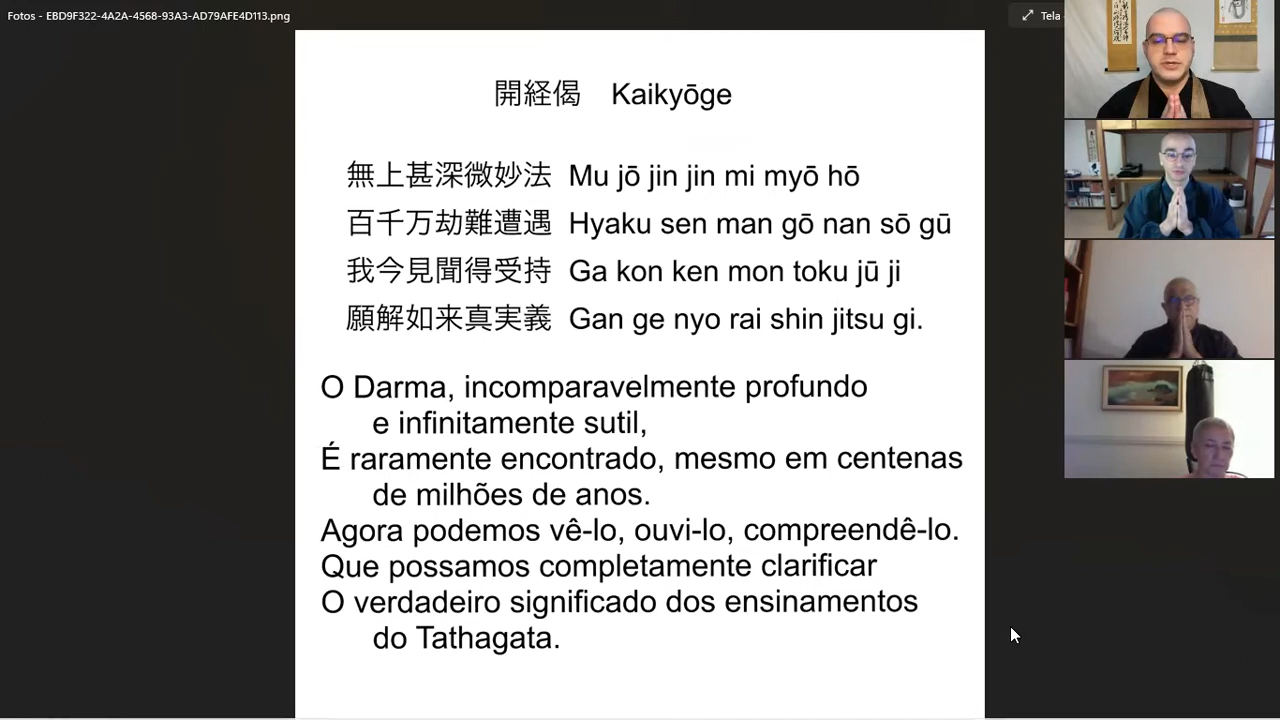 Fotos - EBD9F322-4A2A-4568-93A3-AD79AFE4D113.png
Tela
開経偈 Kaikyōge
無上甚深微妙法 Mu jō jin jin mi myō hō
百千万劫難遭遇 Hyaku sen man gō nan sō gū
我今見聞得受持 Ga kon ken mon toku jū ji
願解如来真実義 Gan ge nyo rai shin jitsu gi.
O Darma, incomparavelmente profundo
e infinitamente sutil,
É raramente encontrado, mesmo em centenas
de milhões de anos.
Agora podemos vê-lo, ouvi-lo, compreendê-lo.
Que possamos completamente clarificar
O verdadeiro significado dos ensinamentos
do Tathagata.